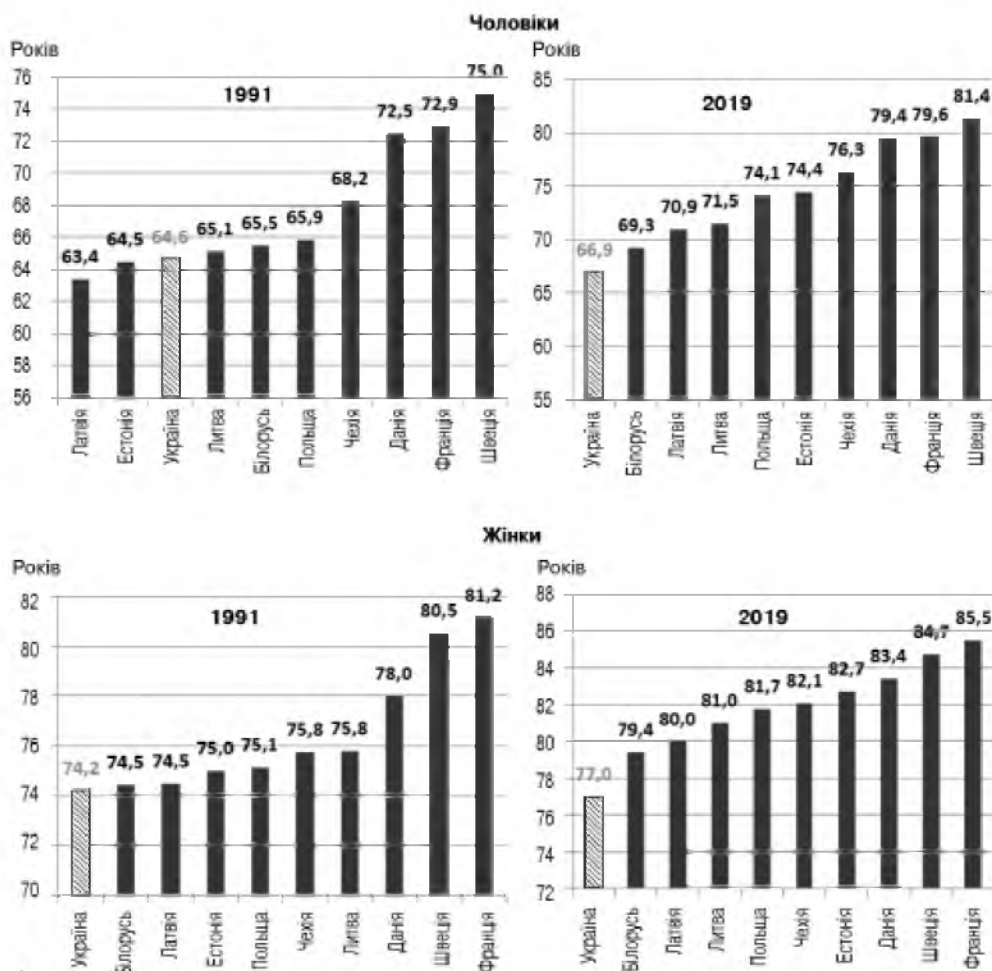 Чоловіки
Років
1991
76
74
72
70
68
66
64
62
60
58
56
63,4
64,5
64,6
65,1
65,5
65,9
68,2
72,5
72,9
75,0
Латвія
Естонія
Україна
Литва
Білорусь
Польща
Чехія
Данія
Франція
Швеція
Років
2019
85
80
75
70
65
60
55
66,9
69,3
70,9
71,5
74,1
74,4
76,3
79,4
79,6
81,4
Україна
Білорусь
Латвія
Литва
Польща
Естонія
Чехія
Данія
Франція
Швеція
Жінки
Років
1991
82
80
78
76
74
72
70
74,2
74,5
74,5
75,0
75,1
75,8
75,8
78,0
80,5
81,2
Україна
Білорусь
Латвія
Естонія
Польща
Чехія
Литва
Данія
Швеція
Франція
Років
2019
88
86
84
82
80
78
76
74
72
77,0
79,4
80,0
81,0
81,7
82,1
82,7
83,4
84,7
85,5
Україна
Білорусь
Латвія
Литва
Польща
Чехія
Естонія
Данія
Швеція
Франція